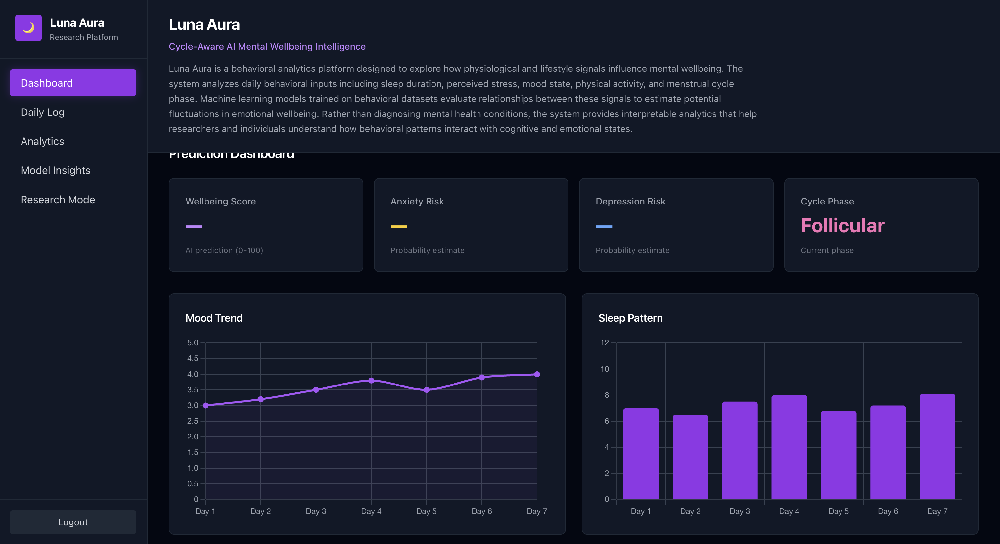 Luna Aura
Research Platform
Dashboard
Daily Log
Analytics
Model Insights
Research Mode
Logout
Luna Aura
Cycle-Aware AI Mental Wellbeing Intelligence
Luna Aura is a behavioral analytics platform designed to explore how physiological and lifestyle signals influence mental wellbeing. The
system analyzes daily behavioral inputs including sleep duration, perceived stress, mood state, physical activity, and menstrual cycle
phase. Machine learning models trained on behavioral datasets evaluate relationships between these signals to estimate potential
fluctuations in emotional wellbeing. Rather than diagnosing mental health conditions, the system provides interpretable analytics that help
researchers and individuals understand how behavioral patterns interact with cognitive and emotional states.
Prediction Dashboard
Wellbeing Score
—
AI prediction (0-100)
Anxiety Risk
—
Probability estimate
Depression Risk
—
Probability estimate
Cycle Phase
Follicular
Current phase
Mood Trend
5.0
4.5
4.0
3.5
3.0
2.5
2.0
1.5
1.0
0.5
0
Day 1 Day 2 Day 3 Day 4 Day 5 Day 6 Day 7
Sleep Pattern
12
10
8
6
4
2
0
Day 1 Day 2 Day 3 Day 4 Day 5 Day 6 Day 7